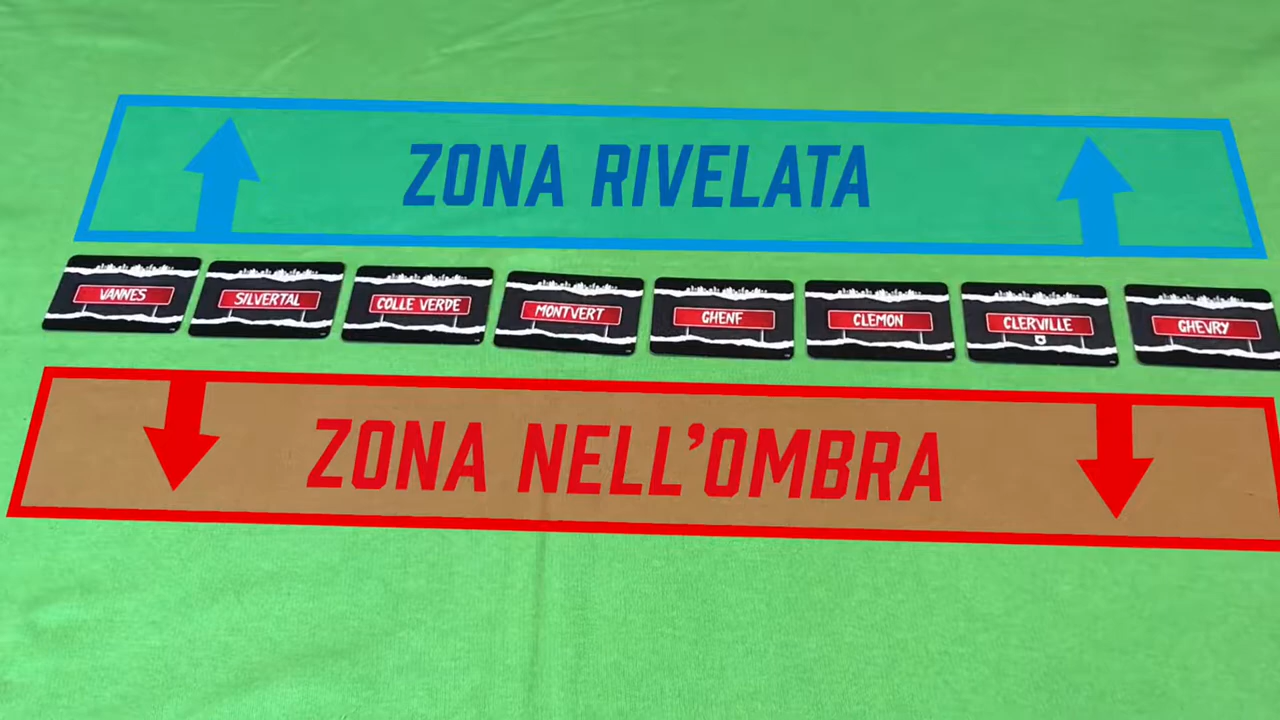 ZONA RIVELATA
VANNES
SILVERTAL
COLLE VERDE
MONTVERT
GHENF
CLEMON
CLERVILLE
GHEVRY
ZONA NELL'OMBRA